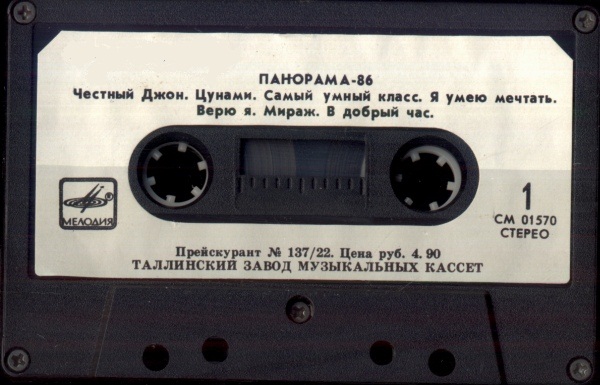 ПАНОРАМА-86
Честный Джон. Цунами. Самый умный класс. Я умею мечтать.
Верю я. Мираж. В добрый час.
МЕЛОДИЯ
1
СМ 01570
СТЕРЕО
Прейскурант № 137/22. Цена руб. 4. 90
ТАЛЛИНСКИЙ ЗАВОД МУЗЫКАЛЬНЫХ КАССЕТ